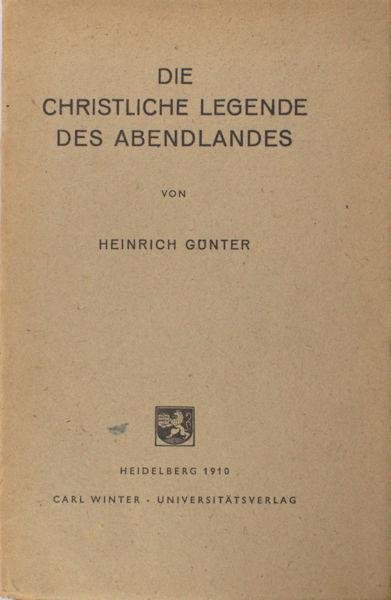 DIE
CHRISTLICHE LEGENDE
DES ABENDLANDES
VON
HEINRICH GÜNTER
HEIDELBERG 1910
CARL WINTER · UNIVERSITÄTSVERLAG